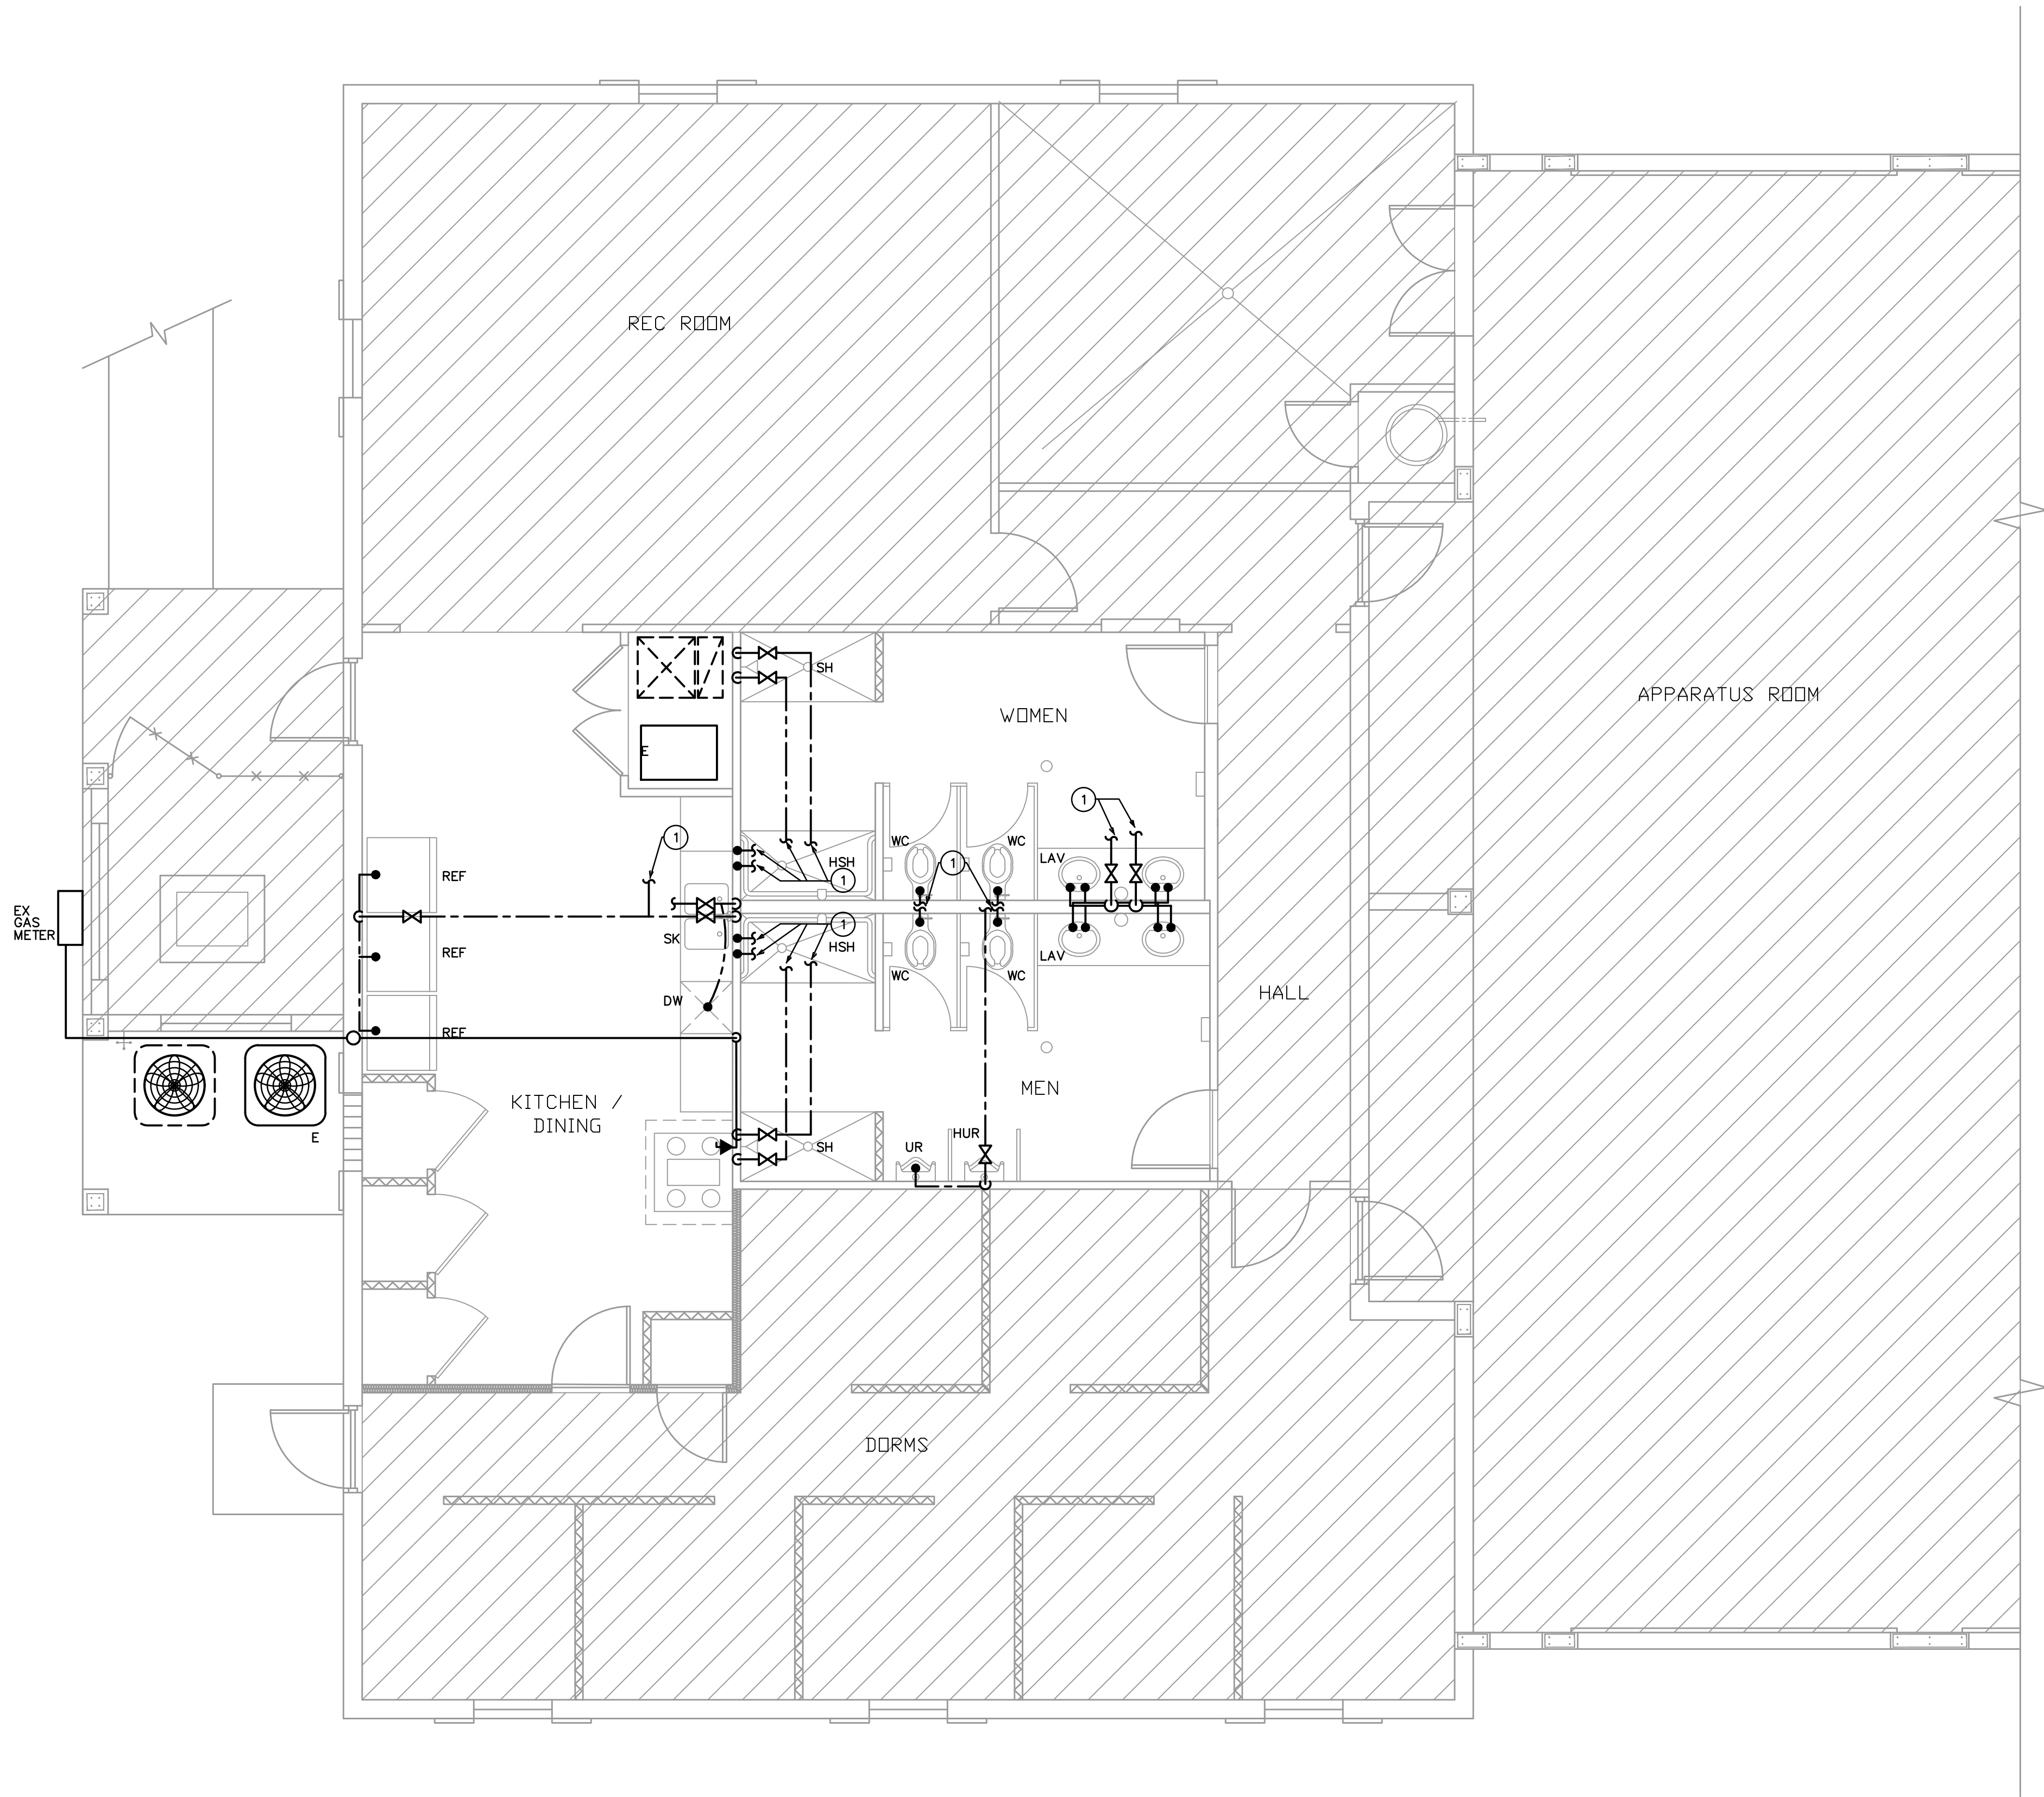 REC ROOM
SH
APPARATUS ROOM
WOMEN
E
1
1
WC
WC
LAV
1
HSH
1
REF
1
EX
GAS
METER
1
SK
HSH
REF
LAV
WC
WC
HALL
DW
REF
MEN
KITCHEN /
DINING
E
HUR
UR
SH
DORMS